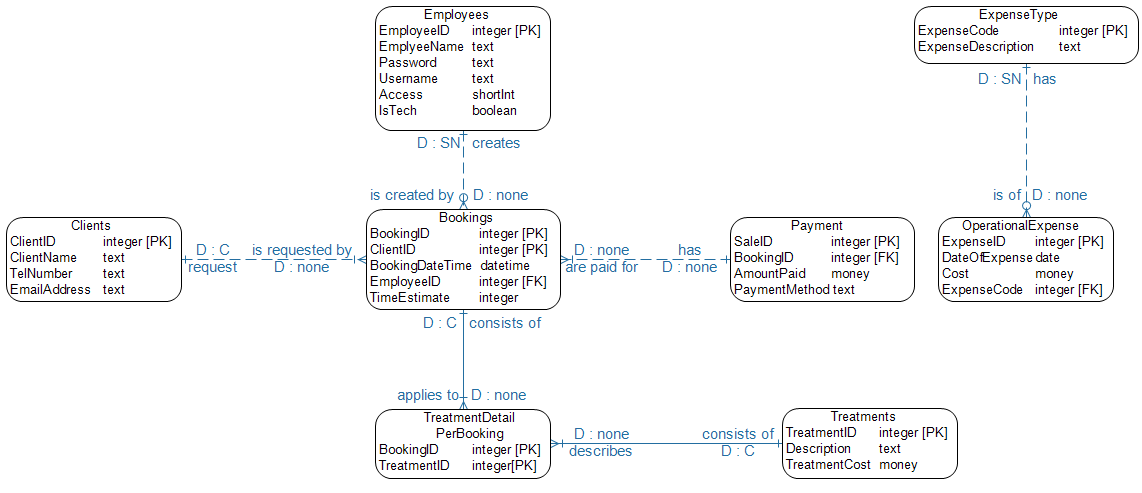 Employees
EmployeeID integer [PK]
EmplyeeName text
Password text
Username text
Access shortInt
IsTech boolean
ExpenseType
ExpenseCode integer [PK]
ExpenseDescription text
D : SN creates
D : SN has
is created by D : none
is of D : none
Clients
ClientID integer [PK]
ClientName text
TelNumber text
EmailAddress text
D : C is requested by
request D : none
Bookings
BookingID integer [PK]
ClientID integer [PK]
BookingDateTime datetime
EmployeeID integer [FK]
TimeEstimate integer
D : none has
are paid for D : none
Payment
SaleID integer [PK]
BookingID integer [FK]
AmountPaid money
PaymentMethod text
OperationalExpense
ExpenseID integer [PK]
DateOfExpense date
Cost money
ExpenseCode integer [FK]
D : C consists of
applies to D : none
TreatmentDetail
PerBooking
BookingID integer [PK]
TreatmentID integer[PK]
D : none consists of
describes D : C
Treatments
TreatmentID integer [PK]
Description text
TreatmentCost money